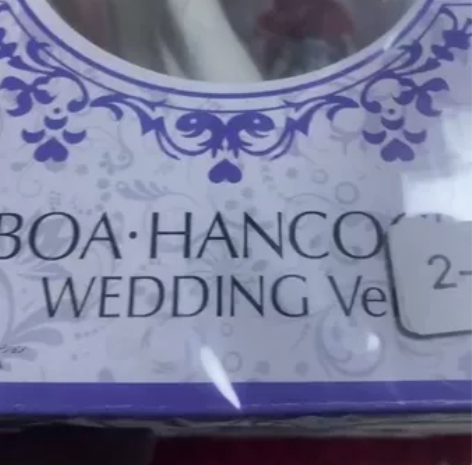 BOA·HANCO
WEDDING Ve
2-